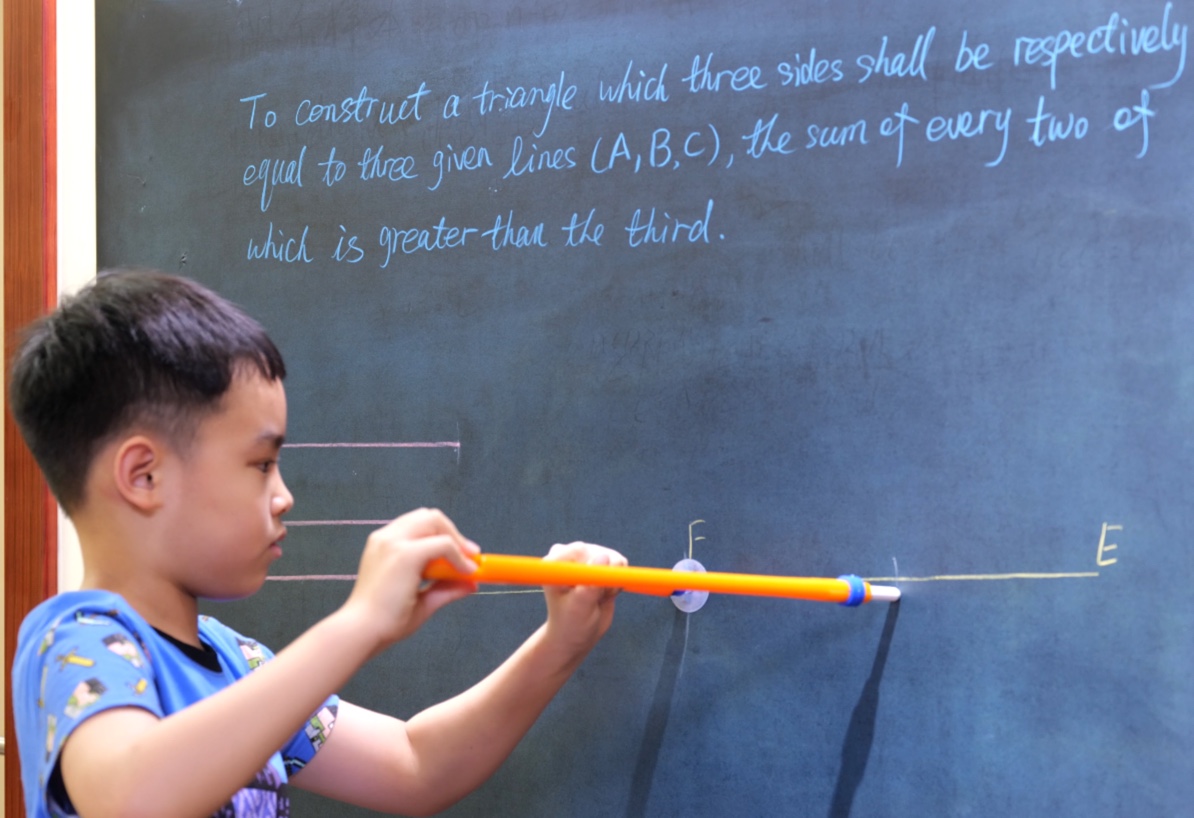 To construct a triangle which three sides shall be respectively
equal to three given lines (A,B,C), the sum of every two of
which is greater than the third.
F
E